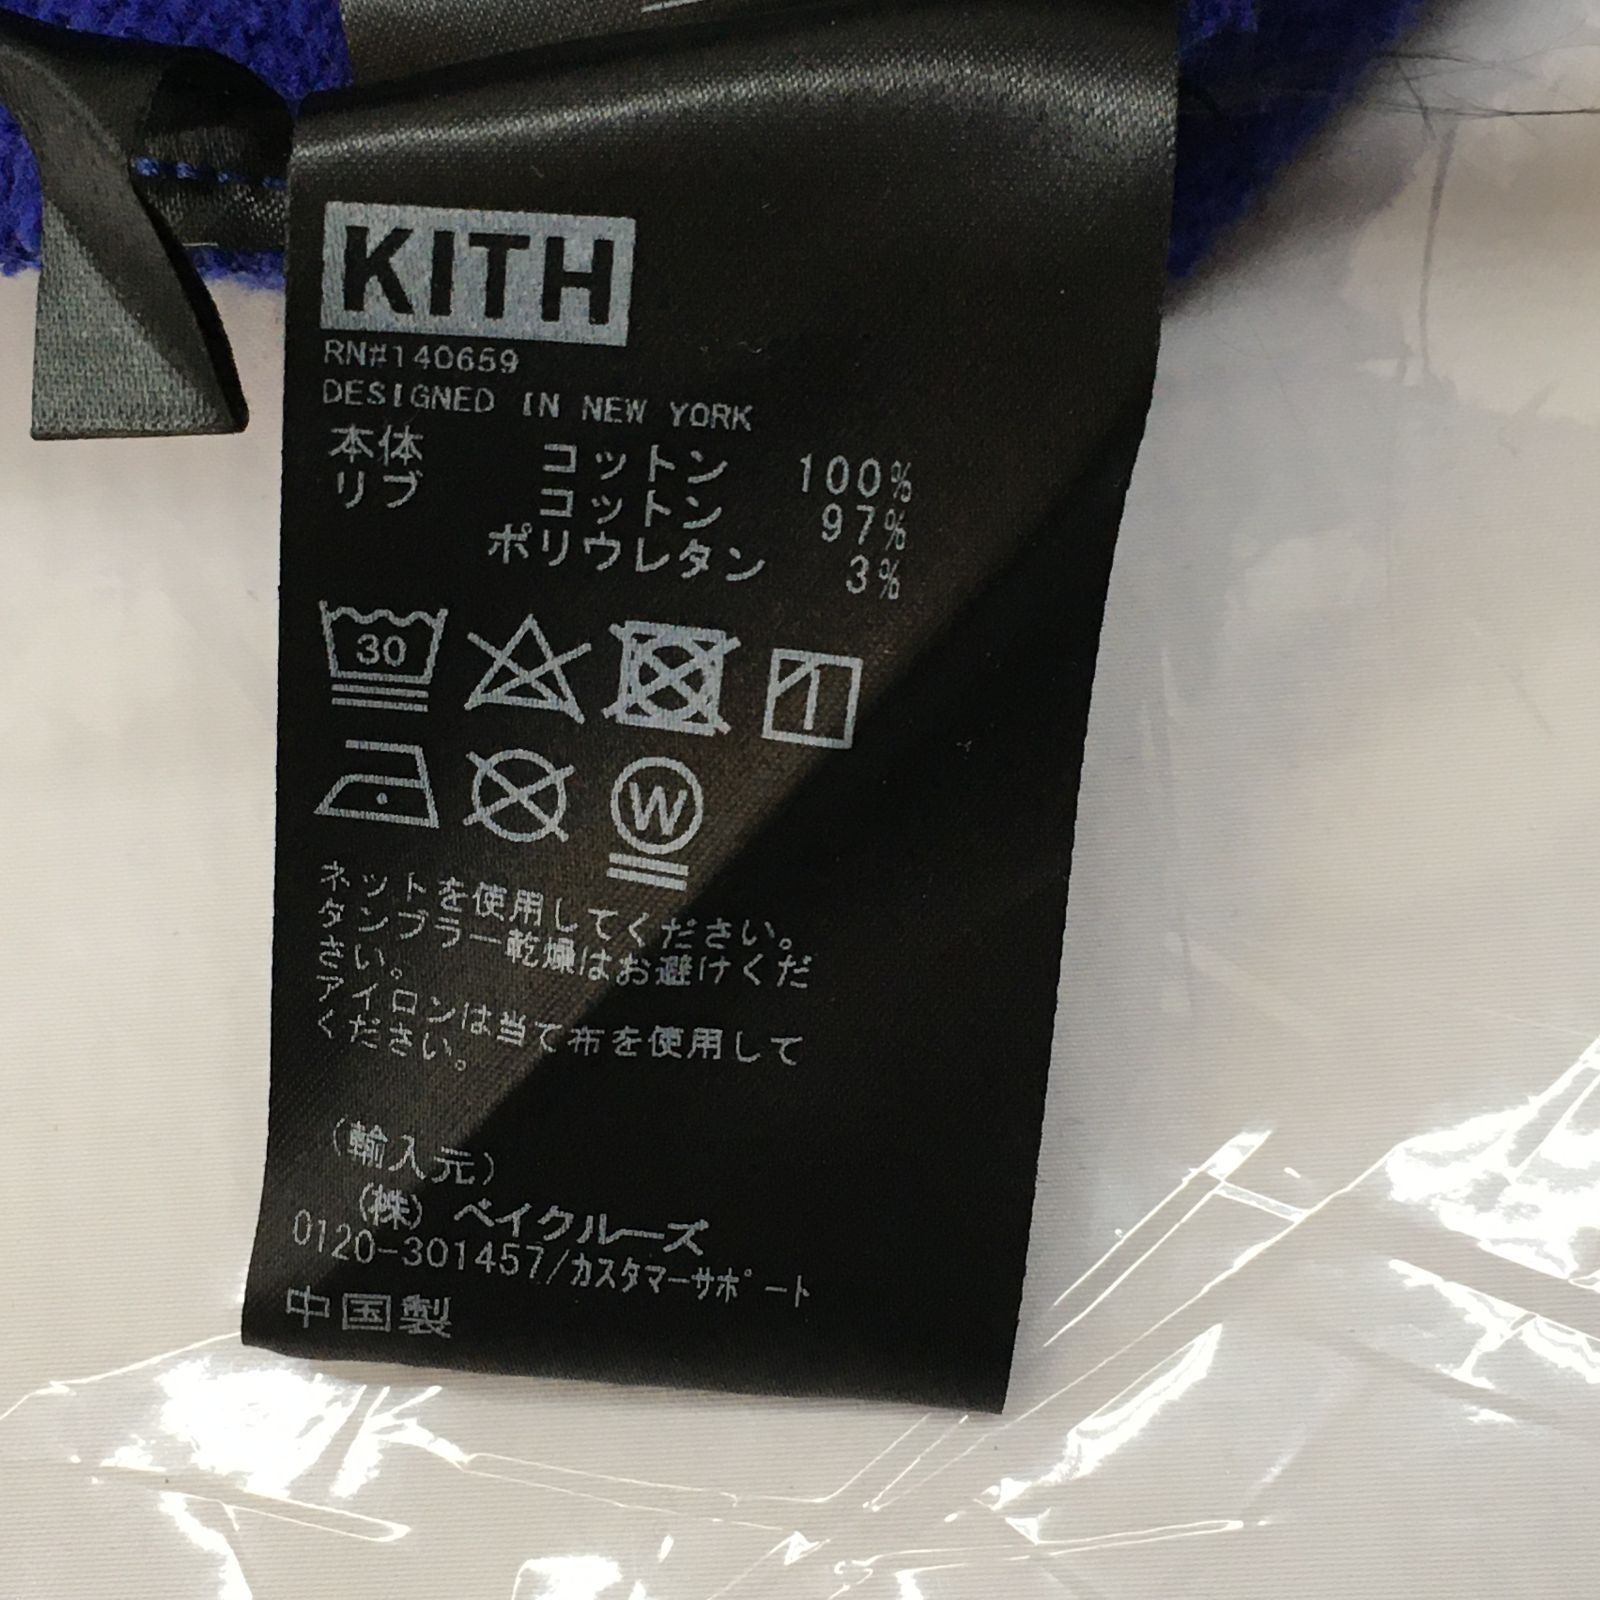 KITH
RN#140659
DESIGNED IN NEW YORK
本体 コットン 100%
リブ コットン 97%
ポリウレタン 3%
30
W
ネットを使用してください。
タンブラー乾燥はお避けくだ
さい。
アイロンは当て布を使用して
ください。
(輸入元)
(株) ベイクルーズ
0120-301457/カスタマーサポート
中国製